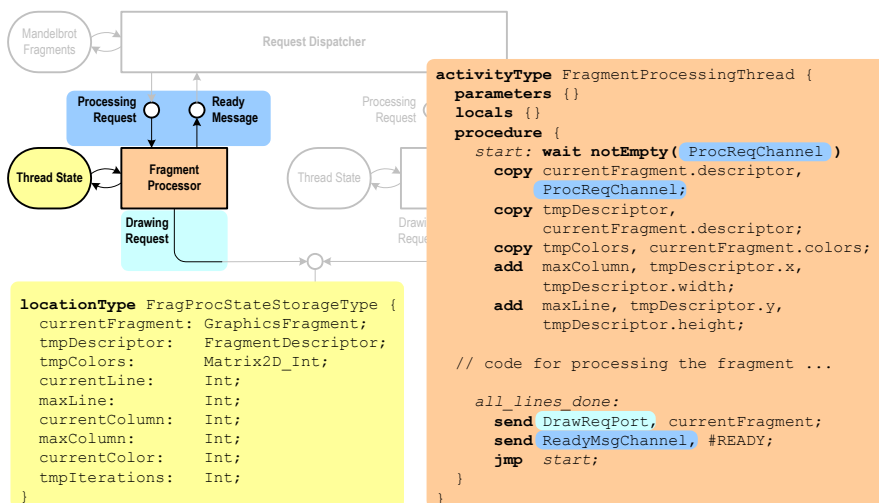 Mandelbrot
Fragments
Request Dispatcher
Processing
Request
Ready
Message
Processing
Request
Thread State
Fragment
Processor
Thread State
Drawing
Request
locationType FragProcStateStorageType {
currentFragment: GraphicsFragment;
tmpDescriptor: FragmentDescriptor;
tmpColors: Matrix2D_Int;
currentLine: Int;
maxLine: Int;
currentColumn: Int;
maxColumn: Int;
currentColor: Int;
tmpIterations: Int;
}
activityType FragmentProcessingThread {
parameters {}
locals {}
procedure {
start: wait notEmpty( ProcReqChannel )
copy currentFragment.descriptor,
ProcReqChannel;
copy tmpDescriptor,
currentFragment.descriptor;
copy tmpColors, currentFragment.colors;
add maxColumn, tmpDescriptor.x,
tmpDescriptor.width;
add maxLine, tmpDescriptor.y,
tmpDescriptor.height;
// code for processing the fragment ...
all_lines_done:
send DrawReqPort, currentFragment;
send ReadyMsgChannel, #READY;
jmp start;
}
}